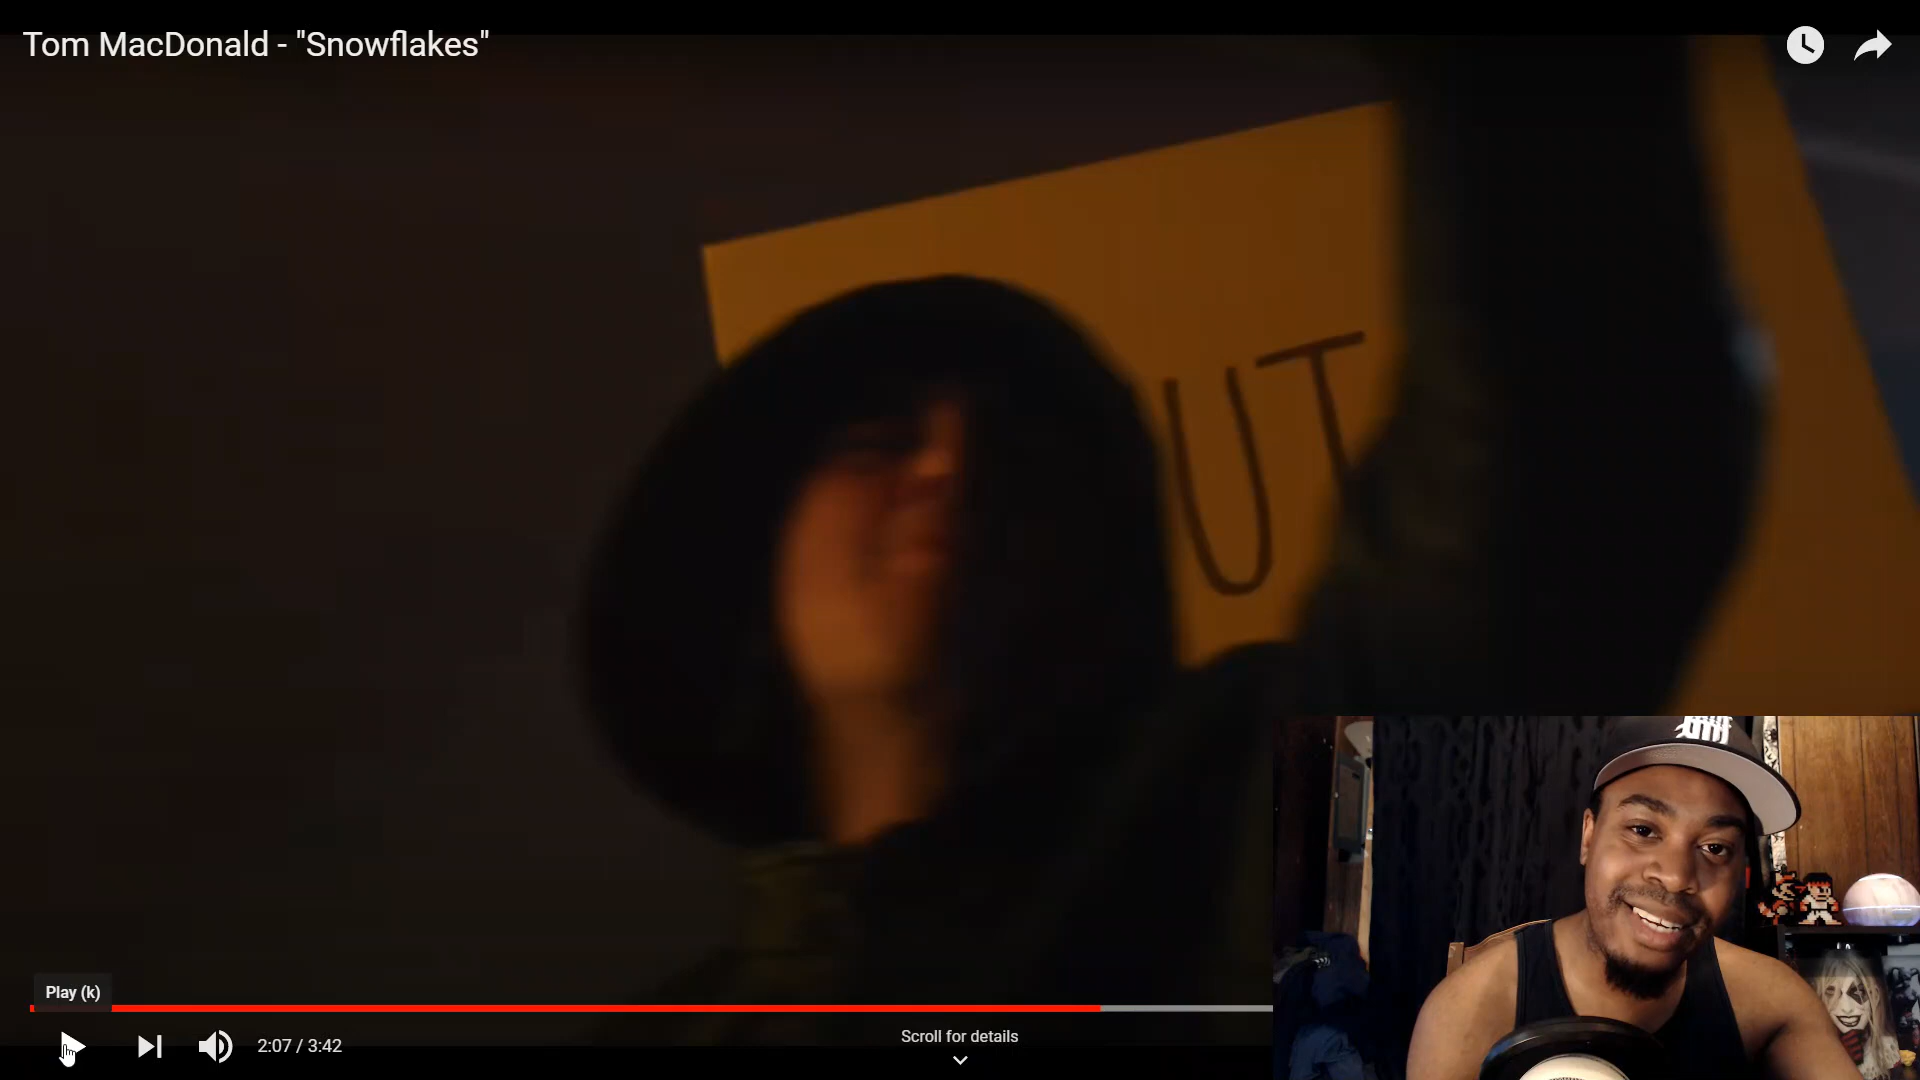 Tom MacDonald - "Snowflakes"
UT
Play (k)
2:07 / 3:42
Scroll for details